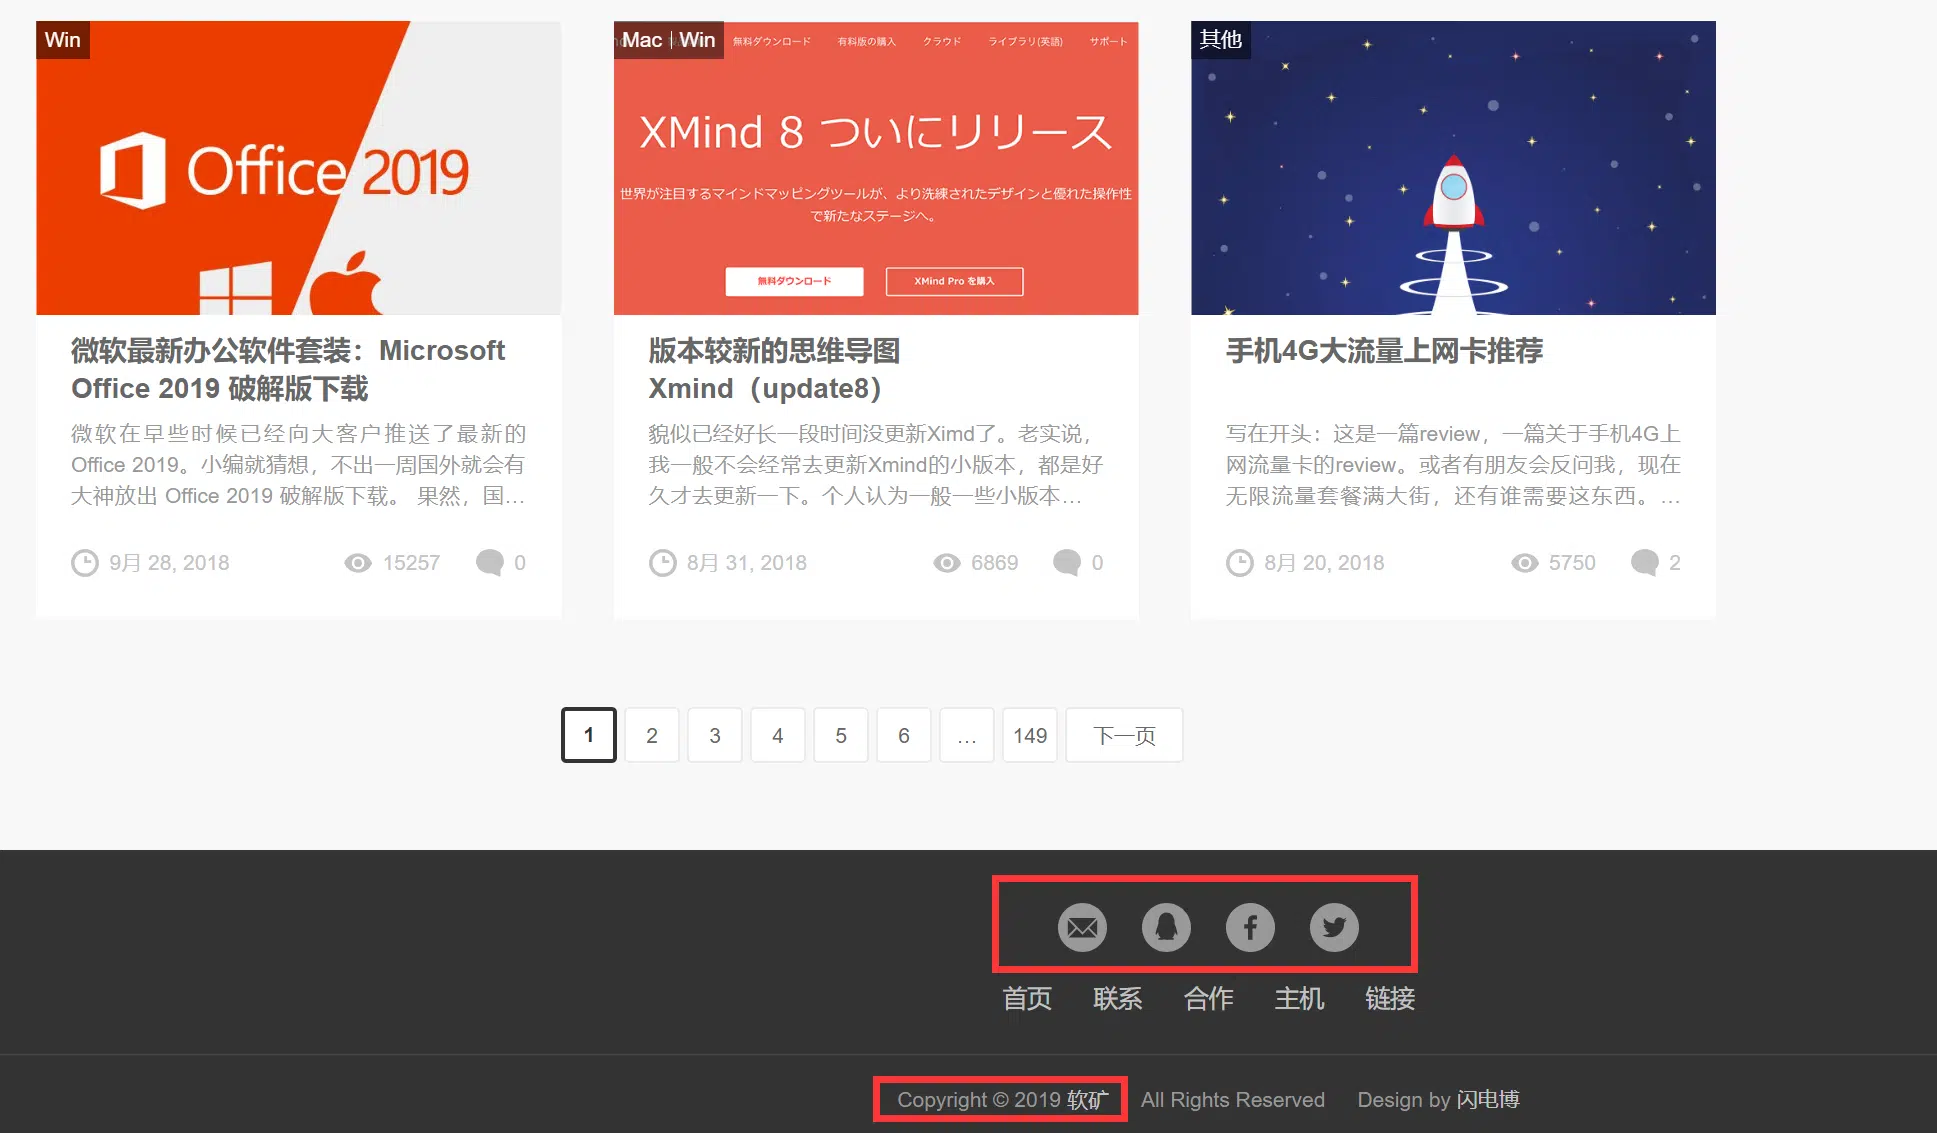 Win
Office 2019
微软最新办公软件套装：Microsoft
Office 2019 破解版下载
微软在早些时候已经向大客户推送了最新的
Office 2019。小编就猜想，不出一周国外就会有
大神放出 Office 2019 破解版下载。 果然，国…
9月 28, 2018 15257 0
Mac | Win
無料ダウンロード 有料版の購入 クラウド ライブラリ(英語) サポート
XMind 8 ついにリリース
世界が注目するマインドマッピングツールが、より洗練されたデザインと優れた操作性
で新たなステージへ。
無料ダウンロード XMind Pro を購入
版本较新的思维导图
Xmind（update8）
貌似已经好长一段时间没更新Ximd了。老实说，
我一般不会经常去更新Xmind的小版本，都是好
久才去更新一下。个人认为一般一些小版本…
8月 31, 2018 6869 0
其他
手机4G大流量上网卡推荐
写在开头：这是一篇review，一篇关于手机4G上
网流量卡的review。或者有朋友会反问我，现在
无限流量套餐满大街，还有谁需要这东西。…
8月 20, 2018 5750 2
1 2 3 4 5 6 … 149 下一页
首页 联系 合作 主机 链接
Copyright © 2019 软矿 All Rights Reserved Design by 闪电博